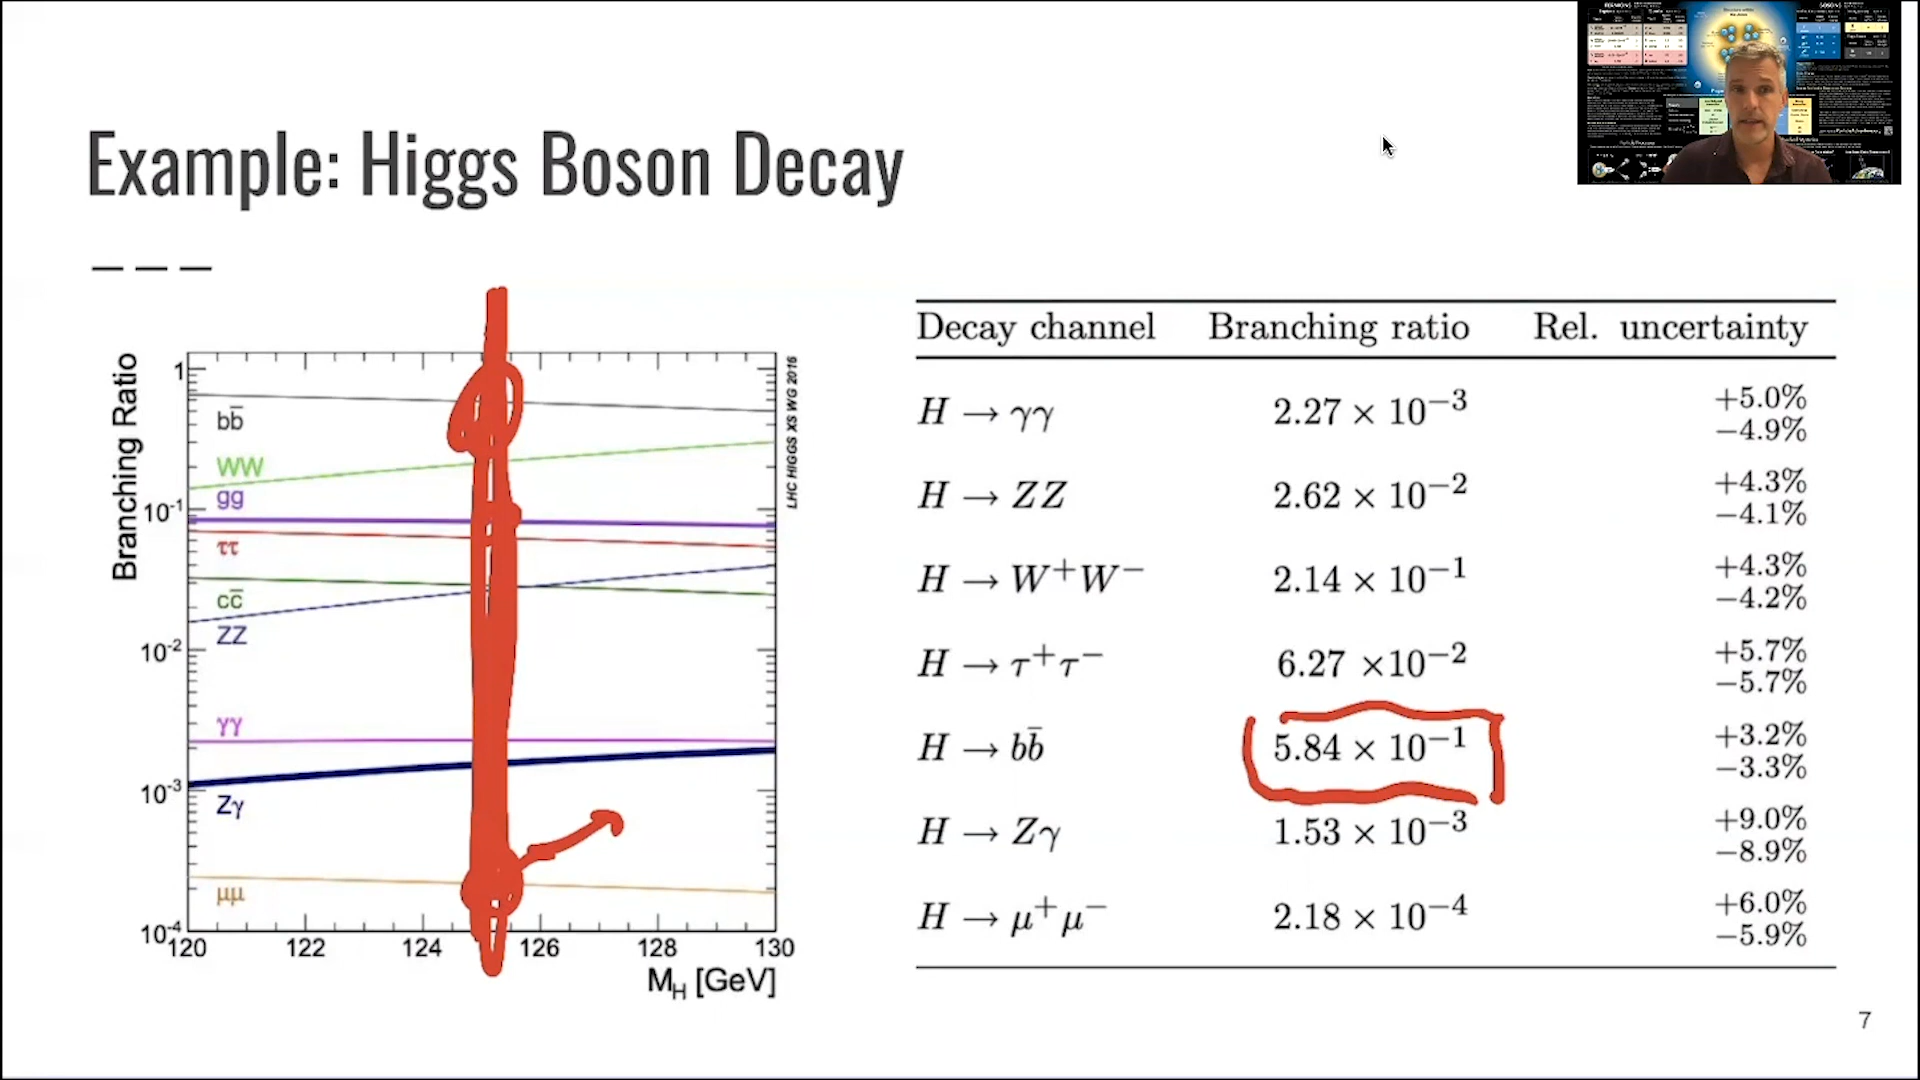 Example: Higgs Boson Decay
Branching Ratio
1
10-1
10-2
10-3
10-4
bb̄
WW
gg
ττ
cc̄
ZZ
γγ
Zγ
μμ
120 122 124 126 128 130
M_H [GeV]
LHC HIGGS XS WG 2016
Decay channel Branching ratio Rel. uncertainty
H → γγ 2.27 × 10−3 +5.0% −4.9%
H → ZZ 2.62 × 10−2 +4.3% −4.1%
H → W+W− 2.14 × 10−1 +4.3% −4.2%
H → τ+τ− 6.27 ×10−2 +5.7% −5.7%
H → bb̄ 5.84 × 10−1 +3.2% −3.3%
H → Zγ 1.53 × 10−3 +9.0% −8.9%
H → μ+μ− 2.18 × 10−4 +6.0% −5.9%
7